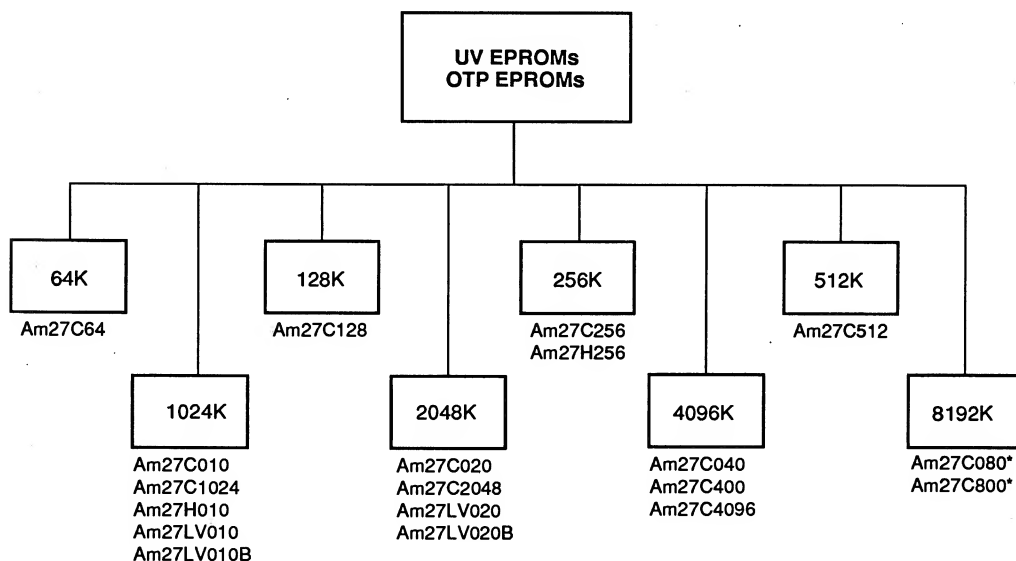 UV EPROMs
OTP EPROMs
64K
Am27C64
128K
Am27C128
256K
Am27C256
Am27H256
512K
Am27C512
1024K
Am27C010
Am27C1024
Am27H010
Am27LV010
Am27LV010B
2048K
Am27C020
Am27C2048
Am27LV020
Am27LV020B
4096K
Am27C040
Am27C400
Am27C4096
8192K
Am27C080*
Am27C800*